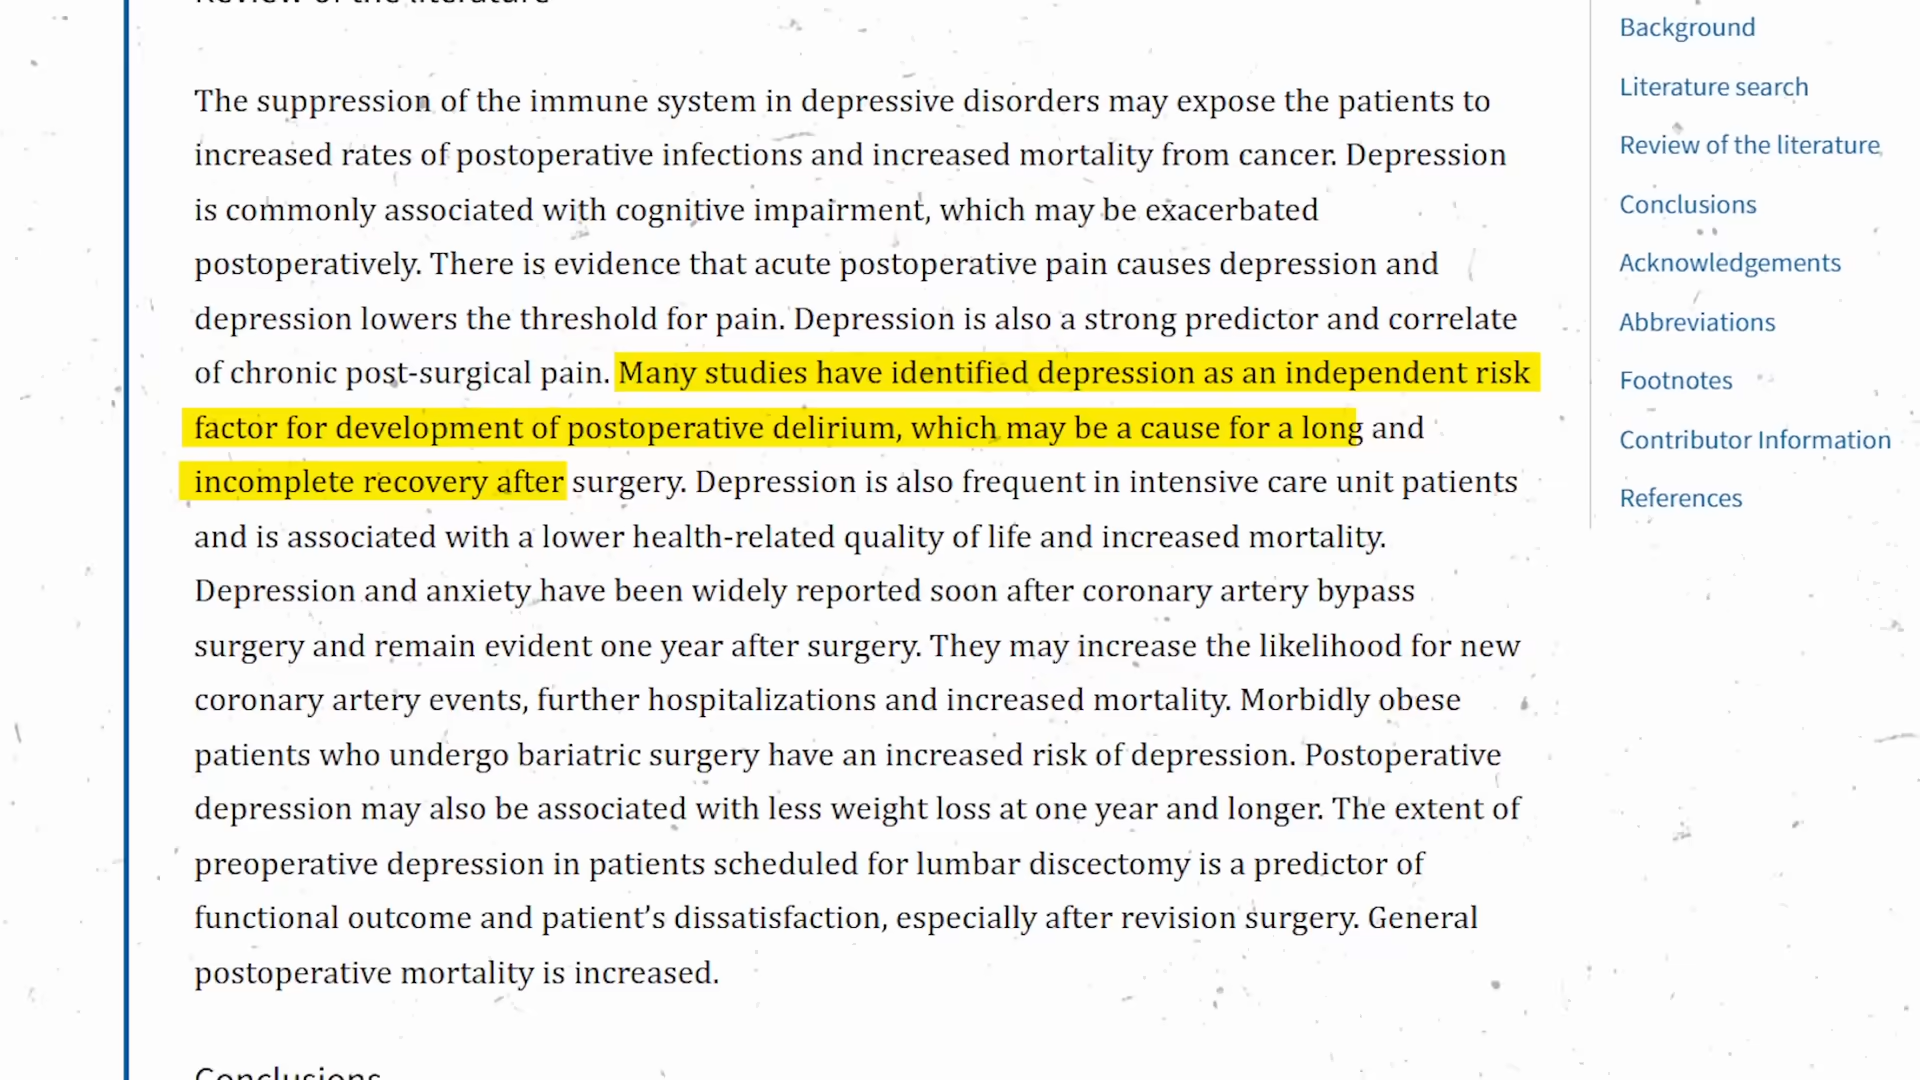 Review of the literature
The suppression of the immune system in depressive disorders may expose the patients to
increased rates of postoperative infections and increased mortality from cancer. Depression
is commonly associated with cognitive impairment, which may be exacerbated
postoperatively. There is evidence that acute postoperative pain causes depression and
depression lowers the threshold for pain. Depression is also a strong predictor and correlate
of chronic post-surgical pain. Many studies have identified depression as an independent risk
factor for development of postoperative delirium, which may be a cause for a long and
incomplete recovery after surgery. Depression is also frequent in intensive care unit patients
and is associated with a lower health-related quality of life and increased mortality.
Depression and anxiety have been widely reported soon after coronary artery bypass
surgery and remain evident one year after surgery. They may increase the likelihood for new
coronary artery events, further hospitalizations and increased mortality. Morbidly obese
patients who undergo bariatric surgery have an increased risk of depression. Postoperative
depression may also be associated with less weight loss at one year and longer. The extent of
preoperative depression in patients scheduled for lumbar discectomy is a predictor of
functional outcome and patient’s dissatisfaction, especially after revision surgery. General
postoperative mortality is increased.
Conclusions
Background
Literature search
Review of the literature
Conclusions
Acknowledgements
Abbreviations
Footnotes
Contributor Information
References